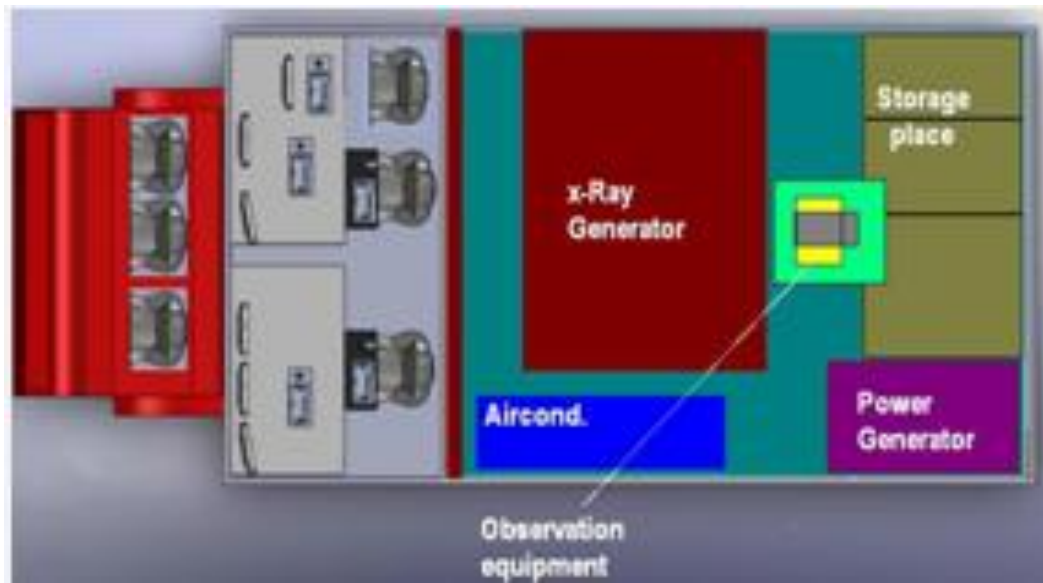 Storage
place
x-Ray
Generator
Aircond.
Power
Generator
Observation
equipment